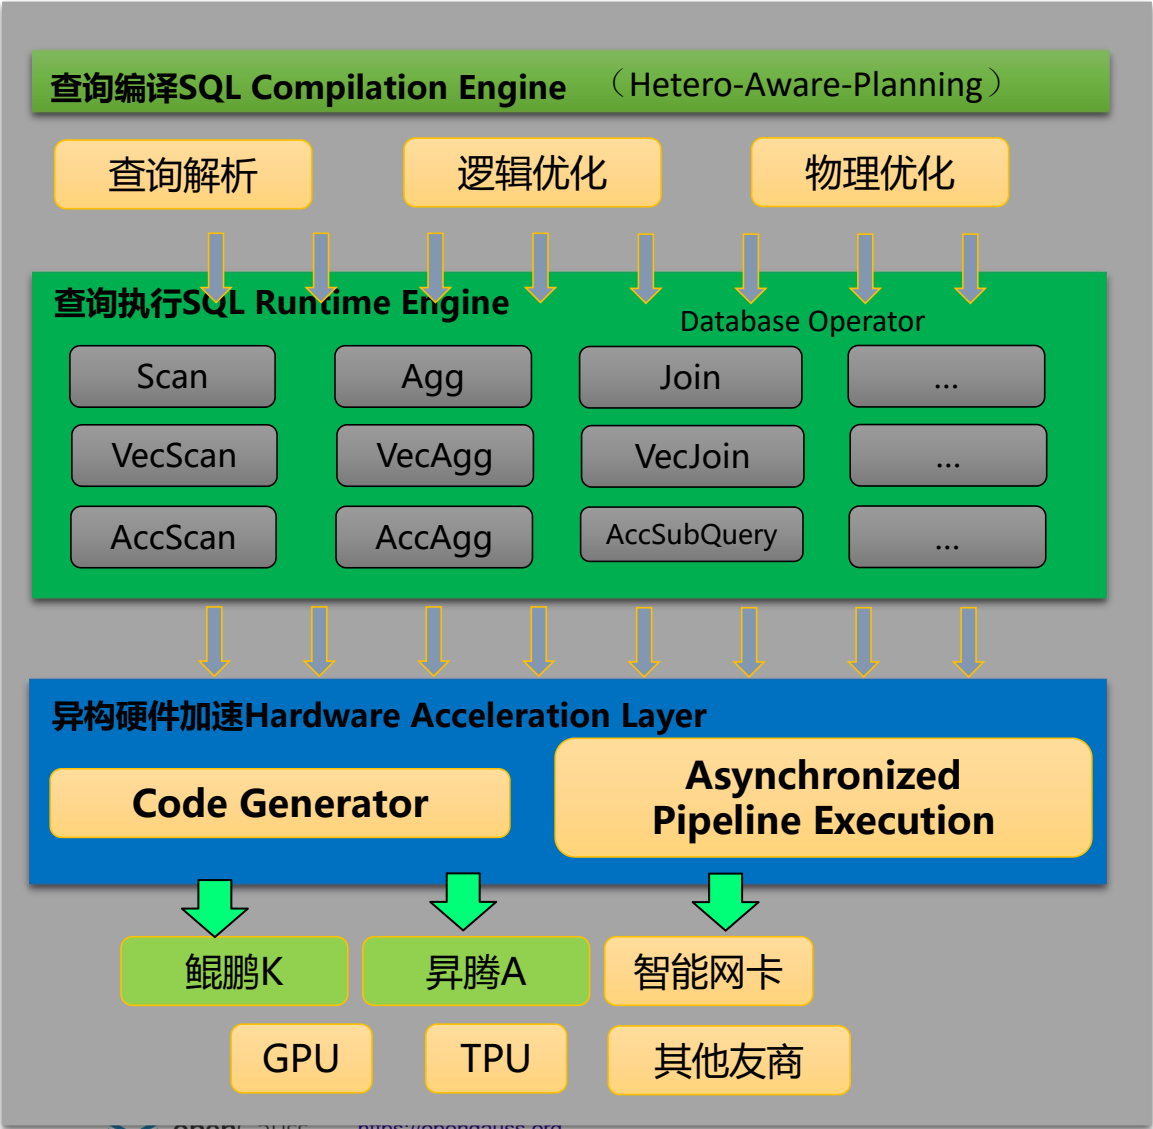 查询编译SQL Compilation Engine （Hetero-Aware-Planning）
查询解析 逻辑优化 物理优化
查询执行SQL Runtime Engine
Database Operator
Scan Agg Join ...
VecScan VecAgg VecJoin ...
AccScan AccAgg AccSubQuery ...
异构硬件加速Hardware Acceleration Layer
Code Generator
Asynchronized
Pipeline Execution
鲲鹏K 昇腾A 智能网卡
GPU TPU 其他友商
https://opengauss.org